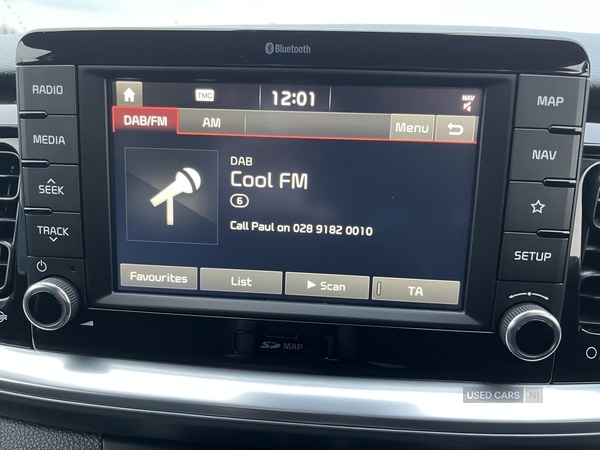 Bluetooth
RADIO
MEDIA
SEEK
TRACK
TMC
12:01
NAV
DAB/FM
AM
Menu
DAB
Cool FM
6
Call Paul on 028 9182 0010
Favourites
List
Scan
TA
MAP
NAV
SETUP
SD MAP
USED CARS NI